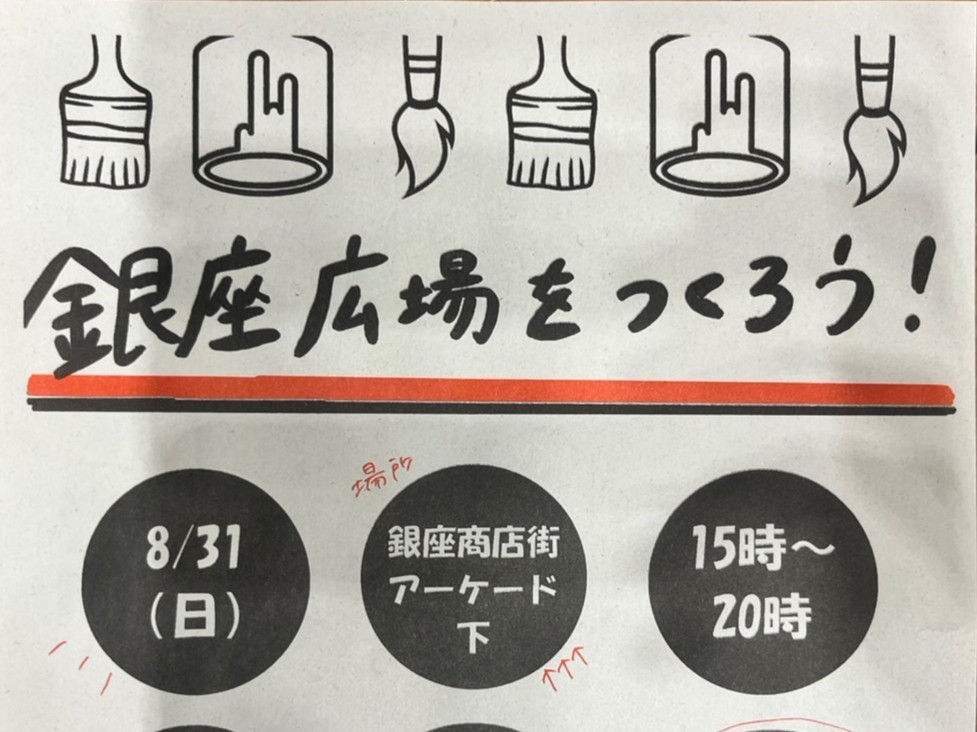 銀座広場をつくろう!
8/31
(日)
場所
銀座商店街
アーケード
下
15時〜
20時